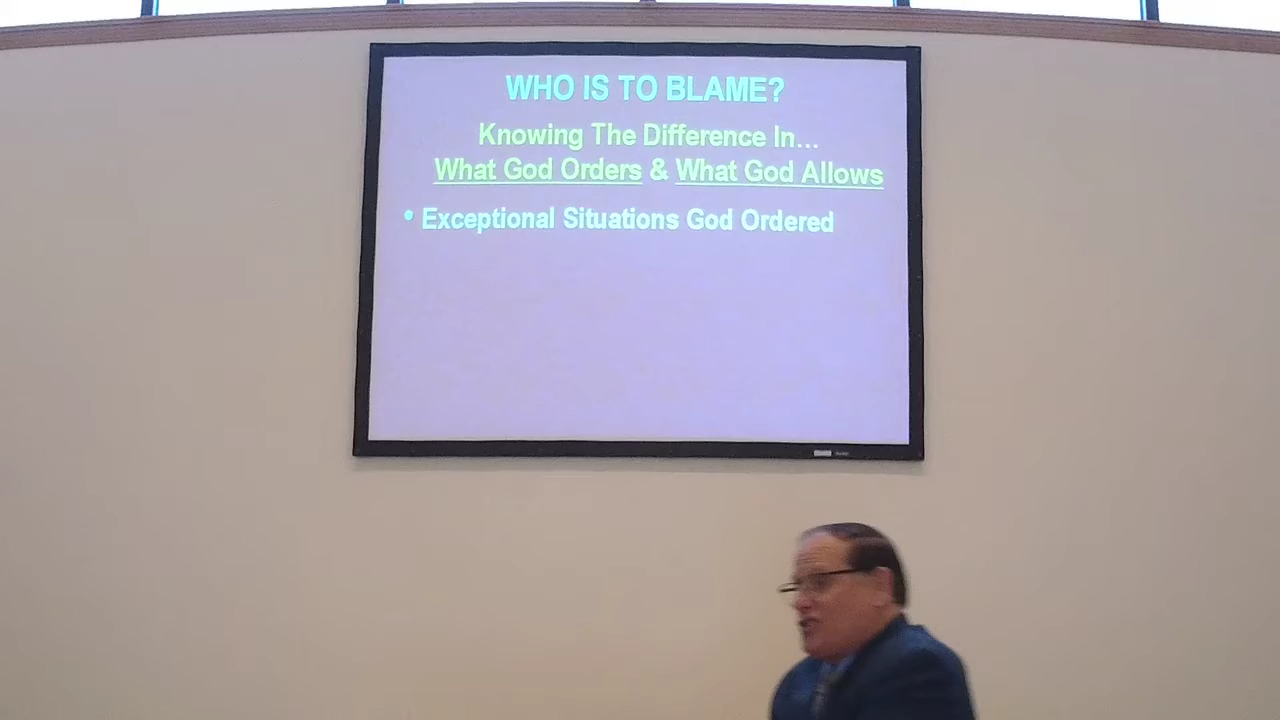 WHO IS TO BLAME?
Knowing The Difference In...
What God Orders & What God Allows
• Exceptional Situations God Ordered